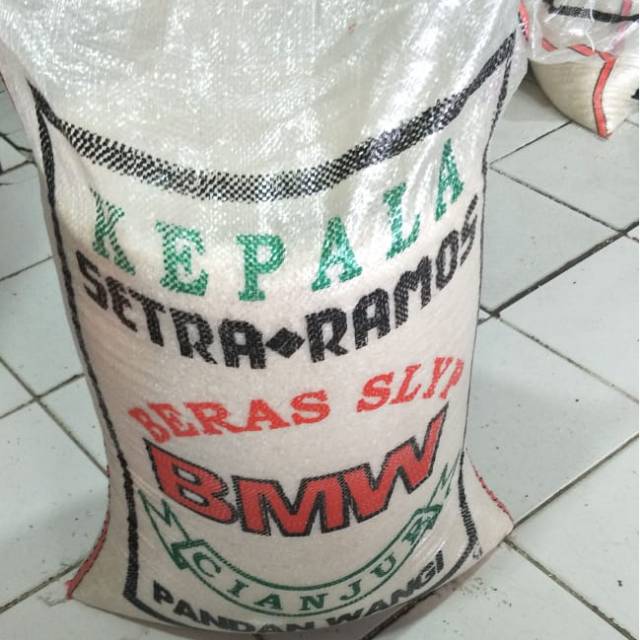 KEPALA
SETRA◆RAMOS
BERAS SLYP
BMW
CIANJUR
PANDAN WANGI